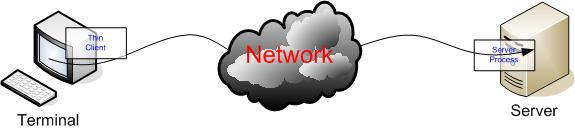 Thin
Client
Network
Server
Process
Terminal
Server